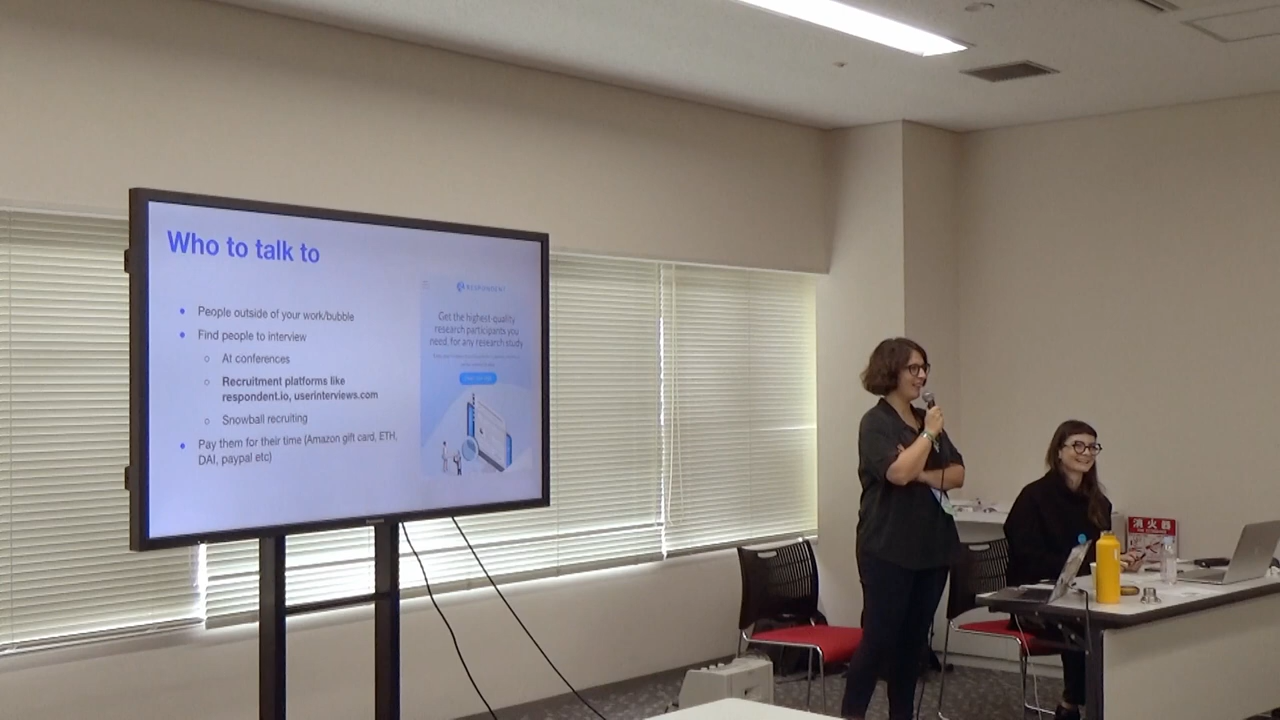 Who to talk to
People outside of your work/bubble
Find people to interview
At conferences
Recruitment platforms like
respondent.io, userinterviews.com
Snowball recruiting
Pay them for their time (Amazon gift card, ETH,
DAI, paypal etc)
RESPONDENT
Get the highest-quality
research participants you
need, for any research study
Panasonic
消火器